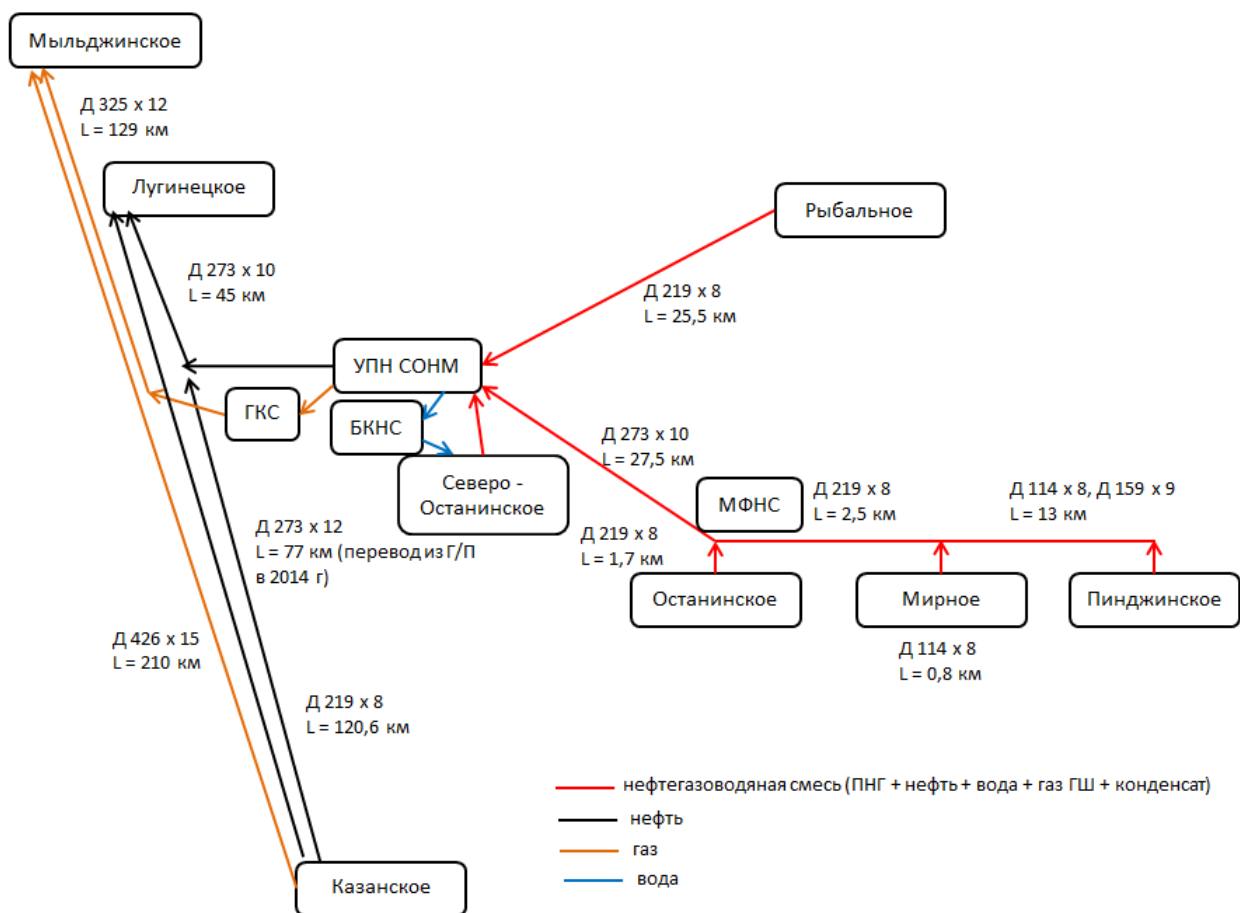 Мыльджинское
Д 325 х 12
L = 129 км
Лугинецкое
Рыбальное
Д 273 х 10
L = 45 км
Д 219 х 8
L = 25,5 км
УПН СОНМ
ГКС
БКНС
Северо -
Останинское
Д 273 х 10
L = 27,5 км
МФНС
Д 219 х 8
L = 2,5 км
Д 114 х 8, Д 159 х 9
L = 13 км
Д 273 х 12
L = 77 км (перевод из Г/П
в 2014 г)
Д 219 х 8
L = 1,7 км
Останинское
Мирное
Пинджинское
Д 426 х 15
L = 210 км
Д 114 х 8
L = 0,8 км
Д 219 х 8
L = 120,6 км
нефтегазоводяная смесь (ПНГ + нефть + вода + газ ГШ + конденсат)
нефть
газ
вода
Казанское